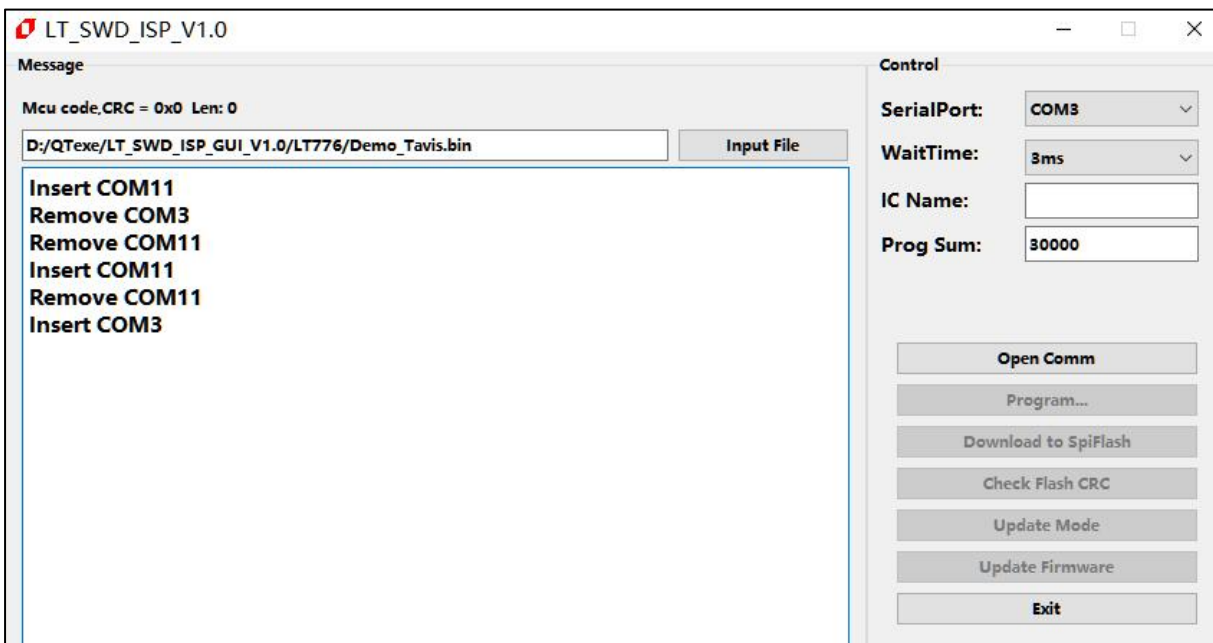 LT_SWD_ISP_V1.0
Message
Mcu code,CRC = 0x0 Len: 0
D:/QTexe/LT_SWD_ISP_GUI_V1.0/LT776/Demo_Tavis.bin
Input File
Insert COM11
Remove COM3
Remove COM11
Insert COM11
Remove COM11
Insert COM3
Control
SerialPort: COM3
WaitTime: 3ms
IC Name:
Prog Sum: 30000
Open Comm
Program...
Download to SpiFlash
Check Flash CRC
Update Mode
Update Firmware
Exit